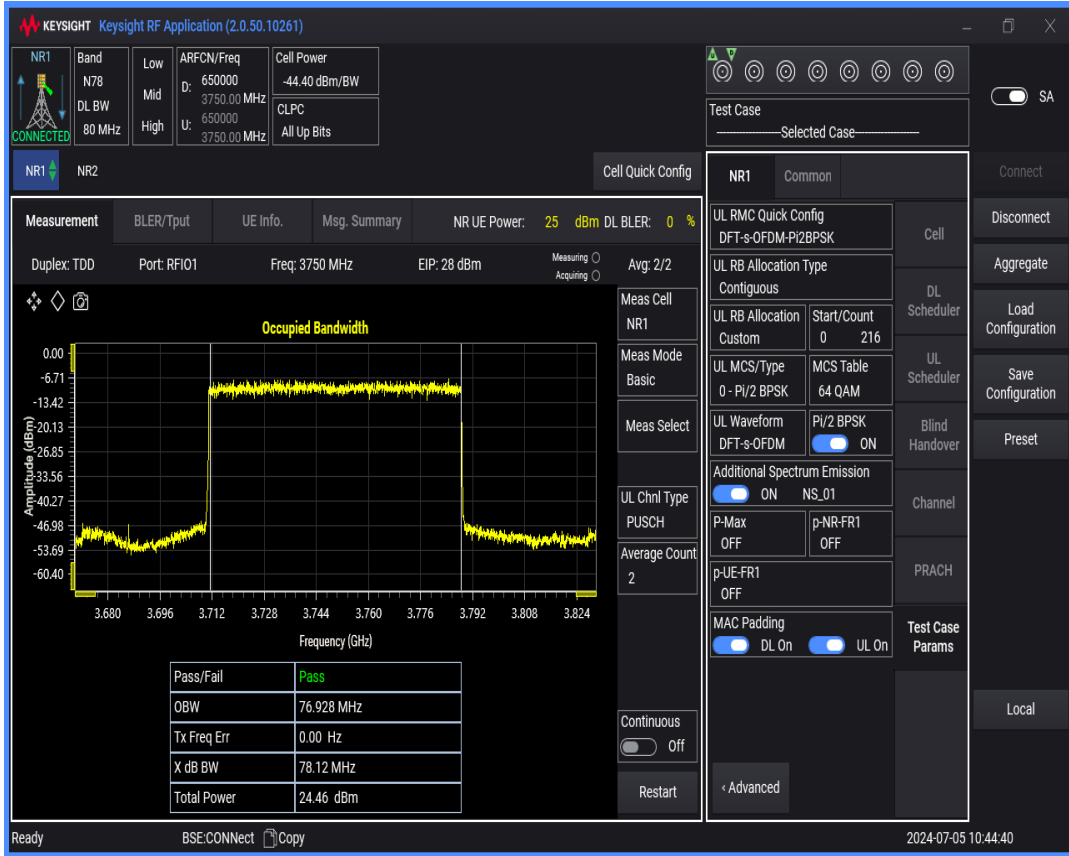 KEYSIGHT Keysight RF Application (2.0.50.10261)
NR1
CONNECTED
Band
N78
DL BW
80 MHz
Low
Mid
High
ARFCN/Freq
D: 650000
3750.00 MHz
U: 650000
3750.00 MHz
Cell Power
-44.40 dBm/BW
CLPC
All Up Bits
Test Case
Selected Case
SA
NR1
NR2
Cell Quick Config
Measurement
BLER/Tput
UE Info.
Msg. Summary
NR UE Power: 25 dBm DL BLER: 0 %
Duplex: TDD
Port: RFIO1
Freq: 3750 MHz
EIP: 28 dBm
Measuring
Acquiring
Avg: 2/2
Occupied Bandwidth
Amplitude (dBm)
0.00
-6.71
-13.42
-20.13
-26.85
-33.56
-40.27
-46.98
-53.69
-60.40
3.680 3.696 3.712 3.728 3.744 3.760 3.776 3.792 3.808 3.824
Frequency (GHz)
Pass/Fail Pass
OBW 76.928 MHz
Tx Freq Err 0.00 Hz
X dB BW 78.12 MHz
Total Power 24.46 dBm
Meas Cell
NR1
Meas Mode
Basic
Meas Select
UL Chnl Type
PUSCH
Average Count
2
Continuous
Off
Restart
NR1
Common
UL RMC Quick Config
DFT-s-OFDM-Pi2BPSK
UL RB Allocation Type
Contiguous
UL RB Allocation
Custom
Start/Count
0 216
UL MCS/Type
0 - Pi/2 BPSK
MCS Table
64 QAM
UL Waveform
DFT-s-OFDM
Pi/2 BPSK
ON
Additional Spectrum Emission
ON NS_01
P-Max
OFF
p-NR-FR1
OFF
p-UE-FR1
OFF
MAC Padding
DL On UL On
‹ Advanced
Cell
DL
Scheduler
UL
Scheduler
Blind
Handover
Channel
PRACH
Test Case
Params
Connect
Disconnect
Aggregate
Load
Configuration
Save
Configuration
Preset
Local
Ready
BSE:CONNect
Copy
2024-07-05 10:44:40